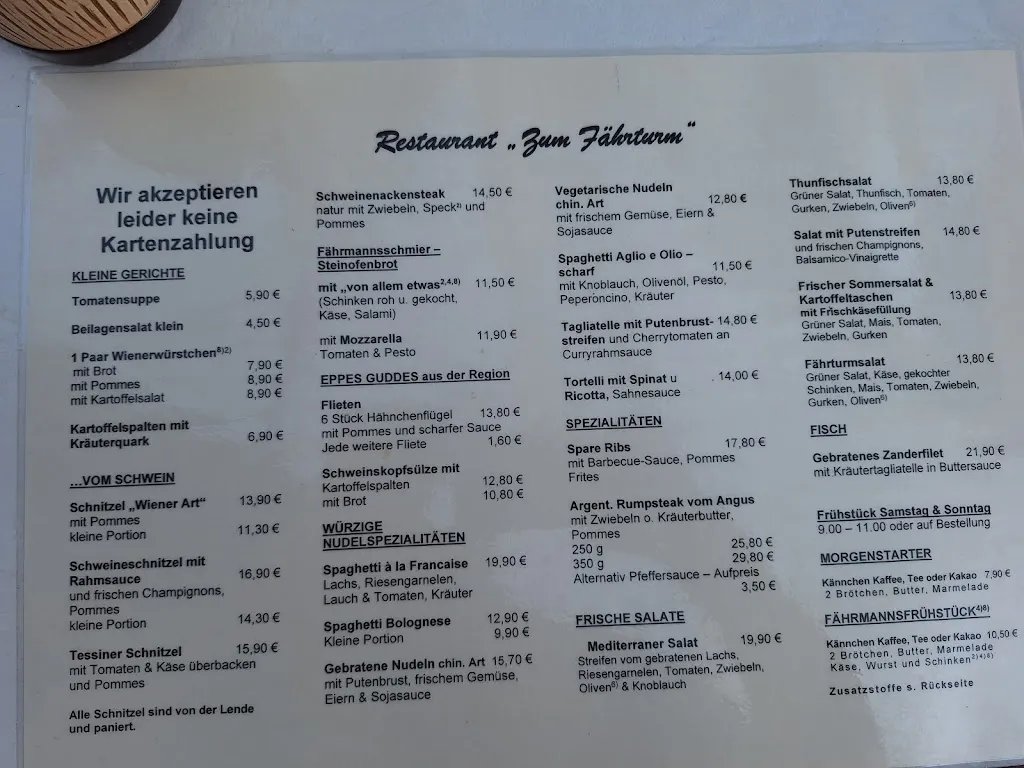 Restaurant „Zum Fährturm“
Wir akzeptieren
leider keine
Kartenzahlung
KLEINE GERICHTE
Tomatensuppe 5,90 €
Beilagensalat klein 4,50 €
1 Paar Wienerwürstchen⁸⁾²⁾
mit Brot 7,90 €
mit Pommes 8,90 €
mit Kartoffelsalat 8,90 €
Kartoffelspalten mit
Kräuterquark 6,90 €
...VOM SCHWEIN
Schnitzel „Wiener Art“ 13,90 €
mit Pommes
kleine Portion 11,30 €
Schweineschnitzel mit
Rahmsauce 16,90 €
und frischen Champignons,
Pommes
kleine Portion 14,30 €
Tessiner Schnitzel 15,90 €
mit Tomaten & Käse überbacken
und Pommes
Alle Schnitzel sind von der Lende
und paniert.
Schweinenackensteak 14,50 €
natur mit Zwiebeln, Speck²⁾ und
Pommes
Fährmannsschmier –
Steinofenbrot
mit „von allem etwas²,⁴,⁸⁾ 11,50 €
(Schinken roh u. gekocht,
Käse, Salami)
mit Mozzarella 11,90 €
Tomaten & Pesto
EPPES GUDDES aus der Region
Flieten
6 Stück Hähnchenflügel 13,80 €
mit Pommes und scharfer Sauce
Jede weitere Fliete 1,60 €
Schweinskopfsülze mit
Kartoffelspalten 12,80 €
mit Brot 10,80 €
WÜRZIGE
NUDELSPEZIALITÄTEN
Spaghetti à la Francaise 19,90 €
Lachs, Riesengarnelen,
Lauch & Tomaten, Kräuter
Spaghetti Bolognese 12,90 €
Kleine Portion 9,90 €
Gebratene Nudeln chin. Art 15,70 €
mit Putenbrust, frischem Gemüse,
Eiern & Sojasauce
Vegetarische Nudeln
chin. Art 12,80 €
mit frischem Gemüse, Eiern &
Sojasauce
Spaghetti Aglio e Olio –
scharf 11,50 €
mit Knoblauch, Olivenöl, Pesto,
Peperoncino, Kräuter
Tagliatelle mit Putenbrust- 14,80 €
streifen und Cherrytomaten an
Curryrahmsauce
Tortelli mit Spinat u . 14,00 €
Ricotta, Sahnesauce
SPEZIALITÄTEN
Spare Ribs 17,80 €
mit Barbecue-Sauce, Pommes
Frites
Argent. Rumpsteak vom Angus
mit Zwiebeln o. Kräuterbutter,
Pommes
250 g 25,80 €
350 g 29,80 €
Alternativ Pfeffersauce – Aufpreis
3,50 €
FRISCHE SALATE
Mediterraner Salat 19,90 €
Streifen vom gebratenen Lachs,
Riesengarnelen, Tomaten, Zwiebeln,
Oliven⁶⁾ & Knoblauch
Thunfischsalat 13,80 €
Grüner Salat, Thunfisch, Tomaten,
Gurken, Zwiebeln, Oliven⁶⁾
Salat mit Putenstreifen 14,80 €
und frischen Champignons,
Balsamico-Vinaigrette
Frischer Sommersalat &
Kartoffeltaschen 13,80 €
mit Frischkäsefüllung
Grüner Salat, Mais, Tomaten,
Zwiebeln, Gurken
Fährturmsalat 13,80 €
Grüner Salat, Käse, gekochter
Schinken, Mais, Tomaten, Zwiebeln,
Gurken, Oliven⁶⁾
FISCH
Gebratenes Zanderfilet 21,90 €
mit Kräutertagliatelle in Buttersauce
Frühstück Samstag & Sonntag
9.00 – 11.00 oder auf Bestellung
MORGENSTARTER
Kännchen Kaffee, Tee oder Kakao 7,90 €
2 Brötchen, Butter, Marmelade
FÄHRMANNSFRÜHSTÜCK⁴⁾⁸⁾
Kännchen Kaffee, Tee oder Kakao 10,50 €
2 Brötchen, Butter, Marmelade
Käse, Wurst und Schinken²⁾⁴⁾⁸⁾
Zusatzstoffe s. Rückseite